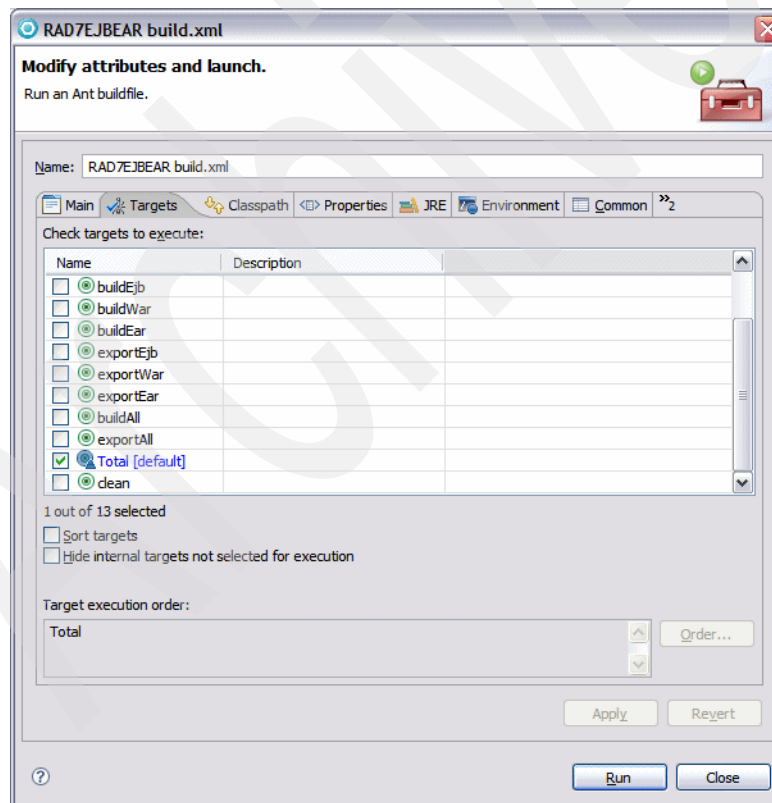 RAD7EJBEAR build.xml
Modify attributes and launch.
Run an Ant buildfile.
Name: RAD7EJBEAR build.xml
Main Targets Classpath Properties JRE Environment Common »2
Check targets to execute:
Name Description
buildEjb
buildWar
buildEar
exportEjb
exportWar
exportEar
buildAll
exportAll
Total [default]
clean
1 out of 13 selected
Sort targets
Hide internal targets not selected for execution
Target execution order:
Total
Order...
Apply Revert
? Run Close